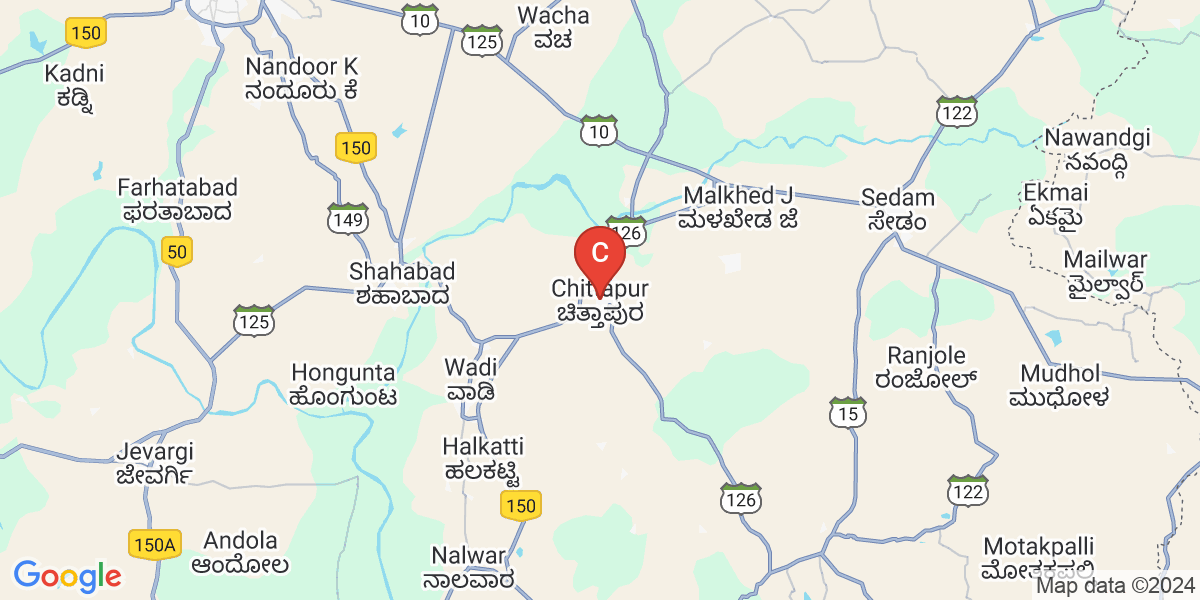 10
Wacha
ವಚ
150
125
Kadni
ಕಡ್ನಿ
Nandoor K
ನಂದೂರು ಕೆ
122
10
150
Nawandgi
ನವಂದ್ಗಿ
Farhatabad
ಫರತಾಬಾದ
Malkhed J
ಮಳಖೇಡ ಜೆ
Sedam
ಸೇಡಂ
Ekmai
ಏಕಮೈ
149
126
50
C
Shahabad
ಶಹಾಬಾದ
Mailwar
ಮೈಲ್ವಾರ್
Chittapur
ಚಿತ್ತಾಪುರ
125
Wadi
ವಾಡಿ
Hongunta
ಹೊಂಗುಂಟ
Ranjole
ರಂಜೋಲ್
Mudhol
ಮುಧೋಳ
15
Jevargi
ಜೇವರ್ಗಿ
Halkatti
ಹಲಕಟ್ಟಿ
126
122
150
150A
Andola
ಆಂದೋಲ
Nalwar
ನಾಲವಾರ
Motakpalli
ಮೋತಕಪಲಿ
Google
Map data ©2024